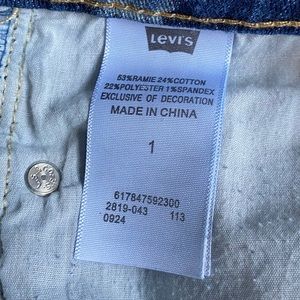 Levi's
53%RAMIE 24%COTTON
22%POLYESTER 1%SPANDEX
EXCLUSIVE OF DECORATION
MADE IN CHINA
1
617847592300
2819-043 113
0924